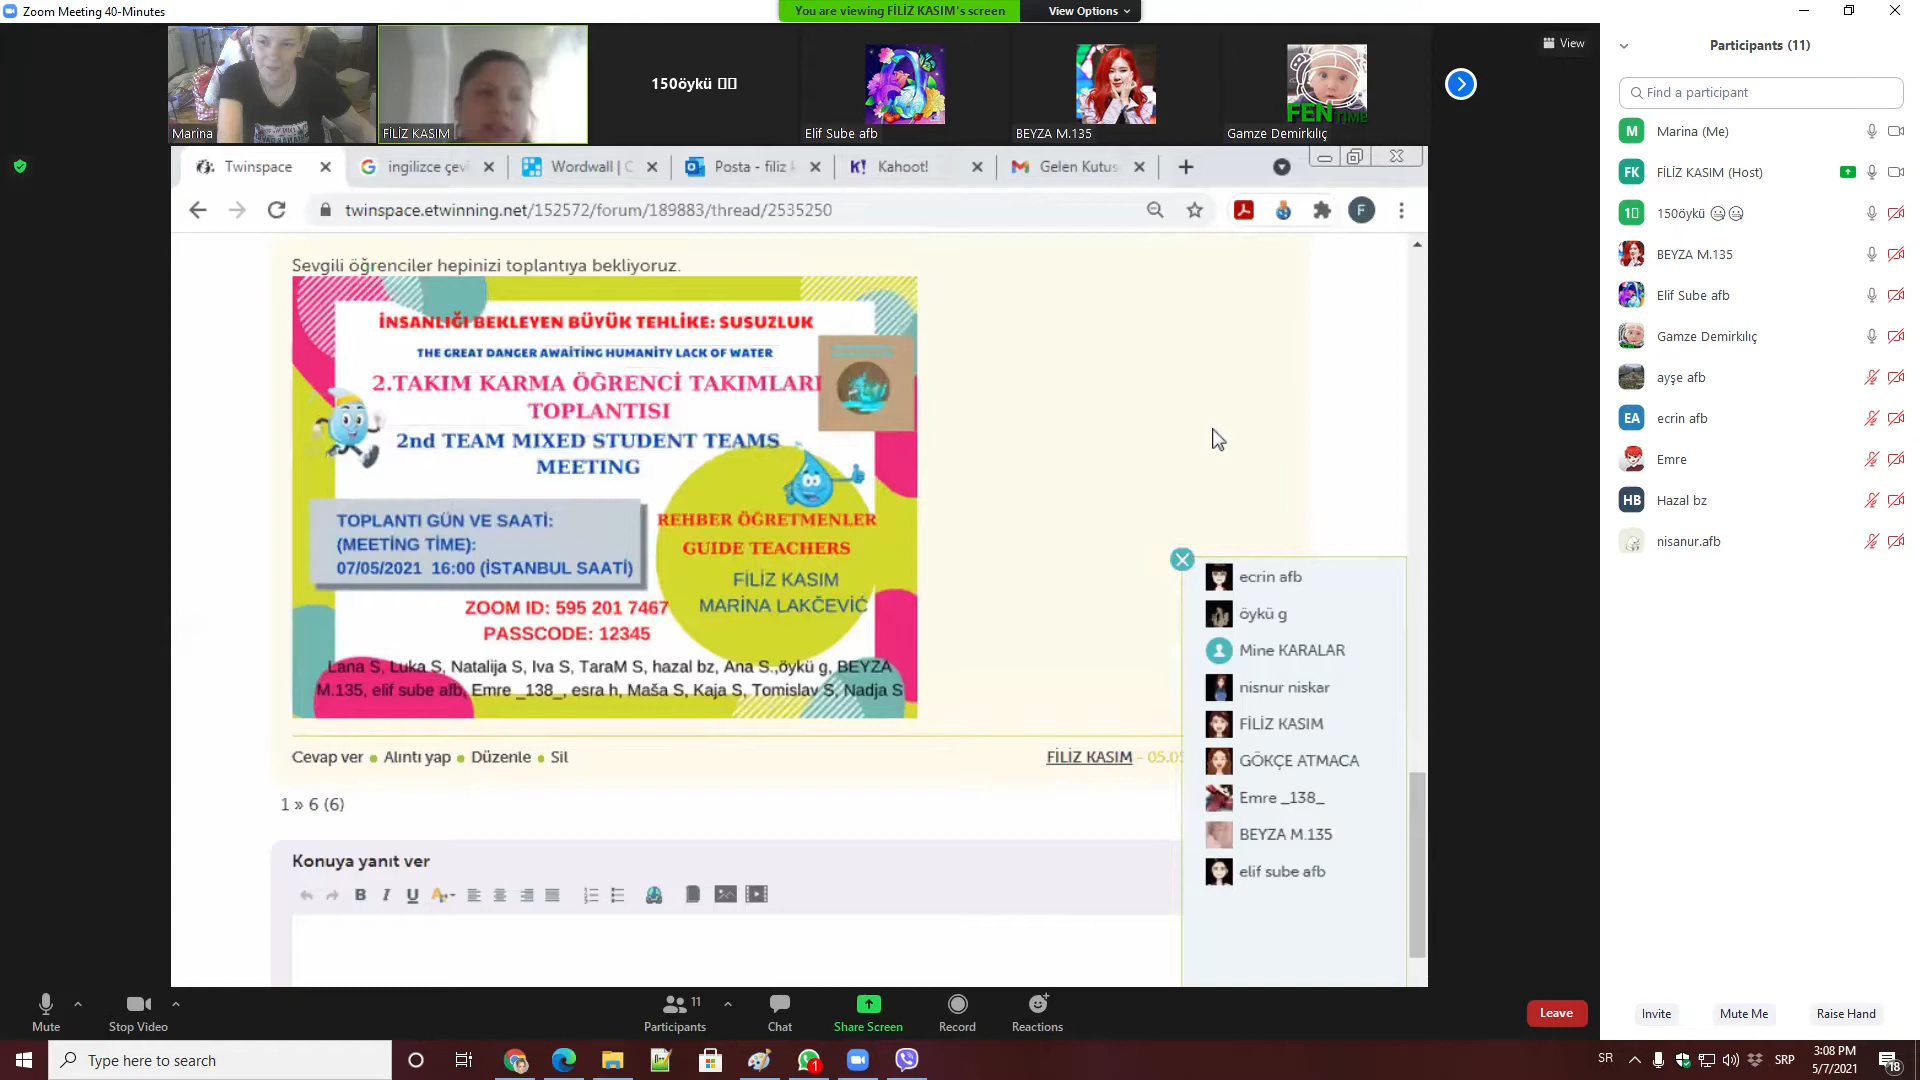 Zoom Meeting 40-Minutes
You are viewing FİLİZ KASIM's screen
View Options
View
Marina
FİLİZ KASIM
150öykü
Elif Sube afb
BEYZA M.135
FEN TIME
Gamze Demirkılıç
Twinspace
ingilizce çevi
Wordwall | C
Posta - filiz k
K! Kahoot!
Gelen Kutus
twinspace.etwinning.net/152572/forum/189883/thread/2535250
F
Sevgili öğrenciler hepinizi toplantıya bekliyoruz.
İNSANLIĞI BEKLEYEN BÜYÜK TEHLİKE: SUSUZLUK
THE GREAT DANGER AWAİTİNG HUMANİTY LACK OF WATER
2.TAKIM KARMA ÖĞRENCİ TAKIMLARI
TOPLANTISI
2nd TEAM MIXED STUDENT TEAMS
MEETING
TOPLANTI GÜN VE SAATİ:
(MEETİNG TİME):
07/05/2021 16:00 (İSTANBUL SAATİ)
REHBER ÖĞRETMENLER
GUIDE TEACHERS
FİLİZ KASIM
MARİNA LAKČEVİĆ
ZOOM ID: 595 201 7467
PASSCODE: 12345
Lana S, Luka S, Natalija S, Iva S, TaraM S, hazal bz, Ana S.,öykü g, BEYZA
M.135, elif sube afb, Emre _138_, esra h, Maša S, Kaja S, Tomislav S, Nadja S
Cevap ver ● Alıntı yap ● Düzenle ● Sil
FİLİZ KASIM - 05.05
1 » 6 (6)
Konuya yanıt ver
B I U A
ecrin afb
öykü g
Mine KARALAR
nisnur niskar
FİLİZ KASIM
GÖKÇE ATMACA
Emre _138_
BEYZA M.135
elif sube afb
Participants (11)
Find a participant
M Marina (Me)
FK FİLİZ KASIM (Host)
150öykü
BEYZA M.135
Elif Sube afb
Gamze Demirkılıç
ayşe afb
EA ecrin afb
Emre
HB Hazal bz
nisanur.afb
Invite
Mute Me
Raise Hand
Mute
Stop Video
11
Participants
Chat
Share Screen
Record
Reactions
Leave
Type here to search
1
SR
SRP
3:08 PM
5/7/2021
18